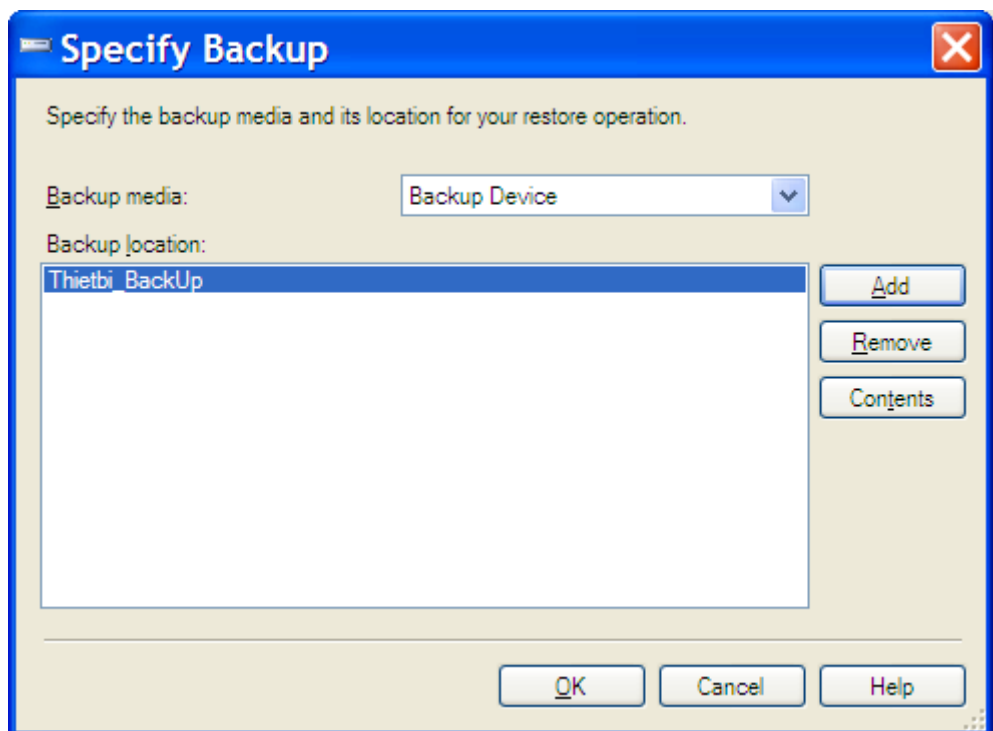 Specify Backup
Specify the backup media and its location for your restore operation.
Backup media: Backup Device
Backup location:
Thietbi_BackUp
Add
Remove
Contents
OK Cancel Help